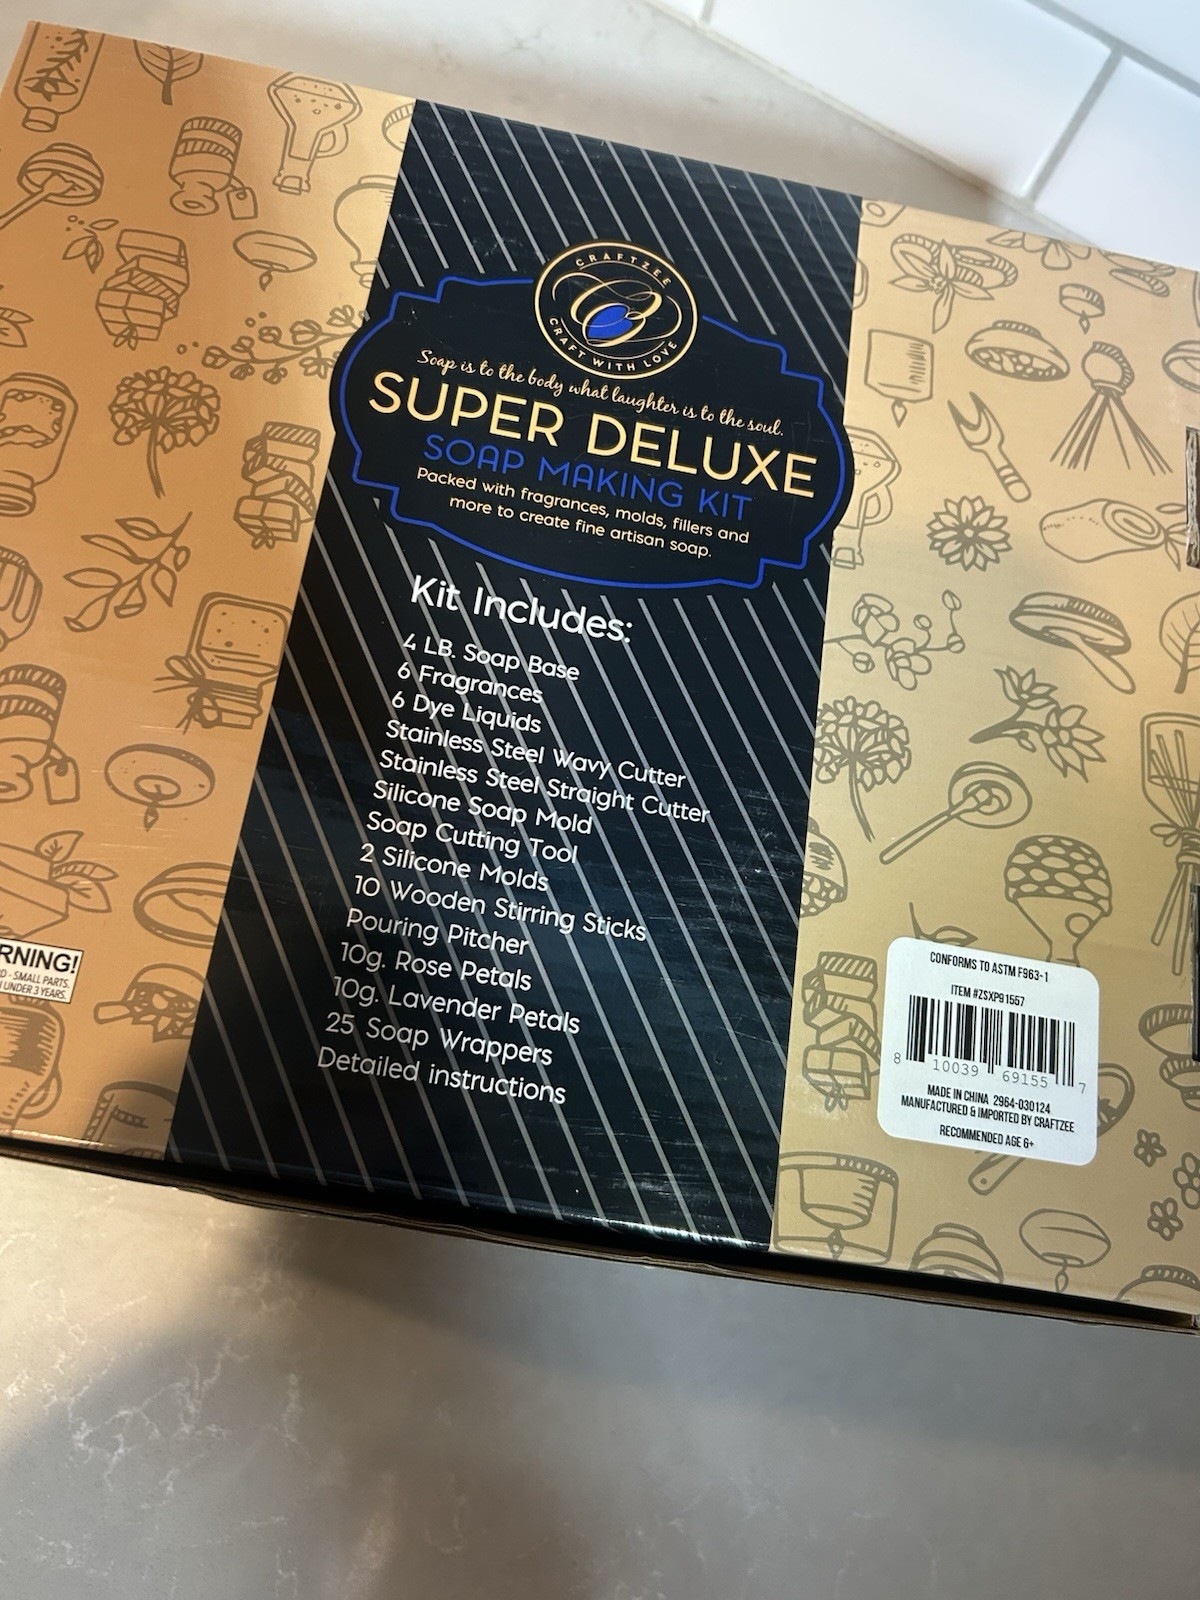 CRAFTZEE
CRAFT WITH LOVE
Soap is to the body what laughter is to the soul.
SUPER DELUXE
SOAP MAKING KIT
Packed with fragrances, molds, fillers and
more to create fine artisan soap.
Kit Includes:
4 LB. Soap Base
6 Fragrances
6 Dye Liquids
Stainless Steel Wavy Cutter
Stainless Steel Straight Cutter
Silicone Soap Mold
Soap Cutting Tool
2 Silicone Molds
10 Wooden Stirring Sticks
Pouring Pitcher
10g. Rose Petals
10g. Lavender Petals
25 Soap Wrappers
Detailed instructions
RNING!
D - SMALL PARTS.
UNDER 3 YEARS.
CONFORMS TO ASTM F963-1
ITEM #ZSXP91557
8 10039 69155 7
MADE IN CHINA 2964-030124
MANUFACTURED & IMPORTED BY CRAFTZEE
RECOMMENDED AGE 6+